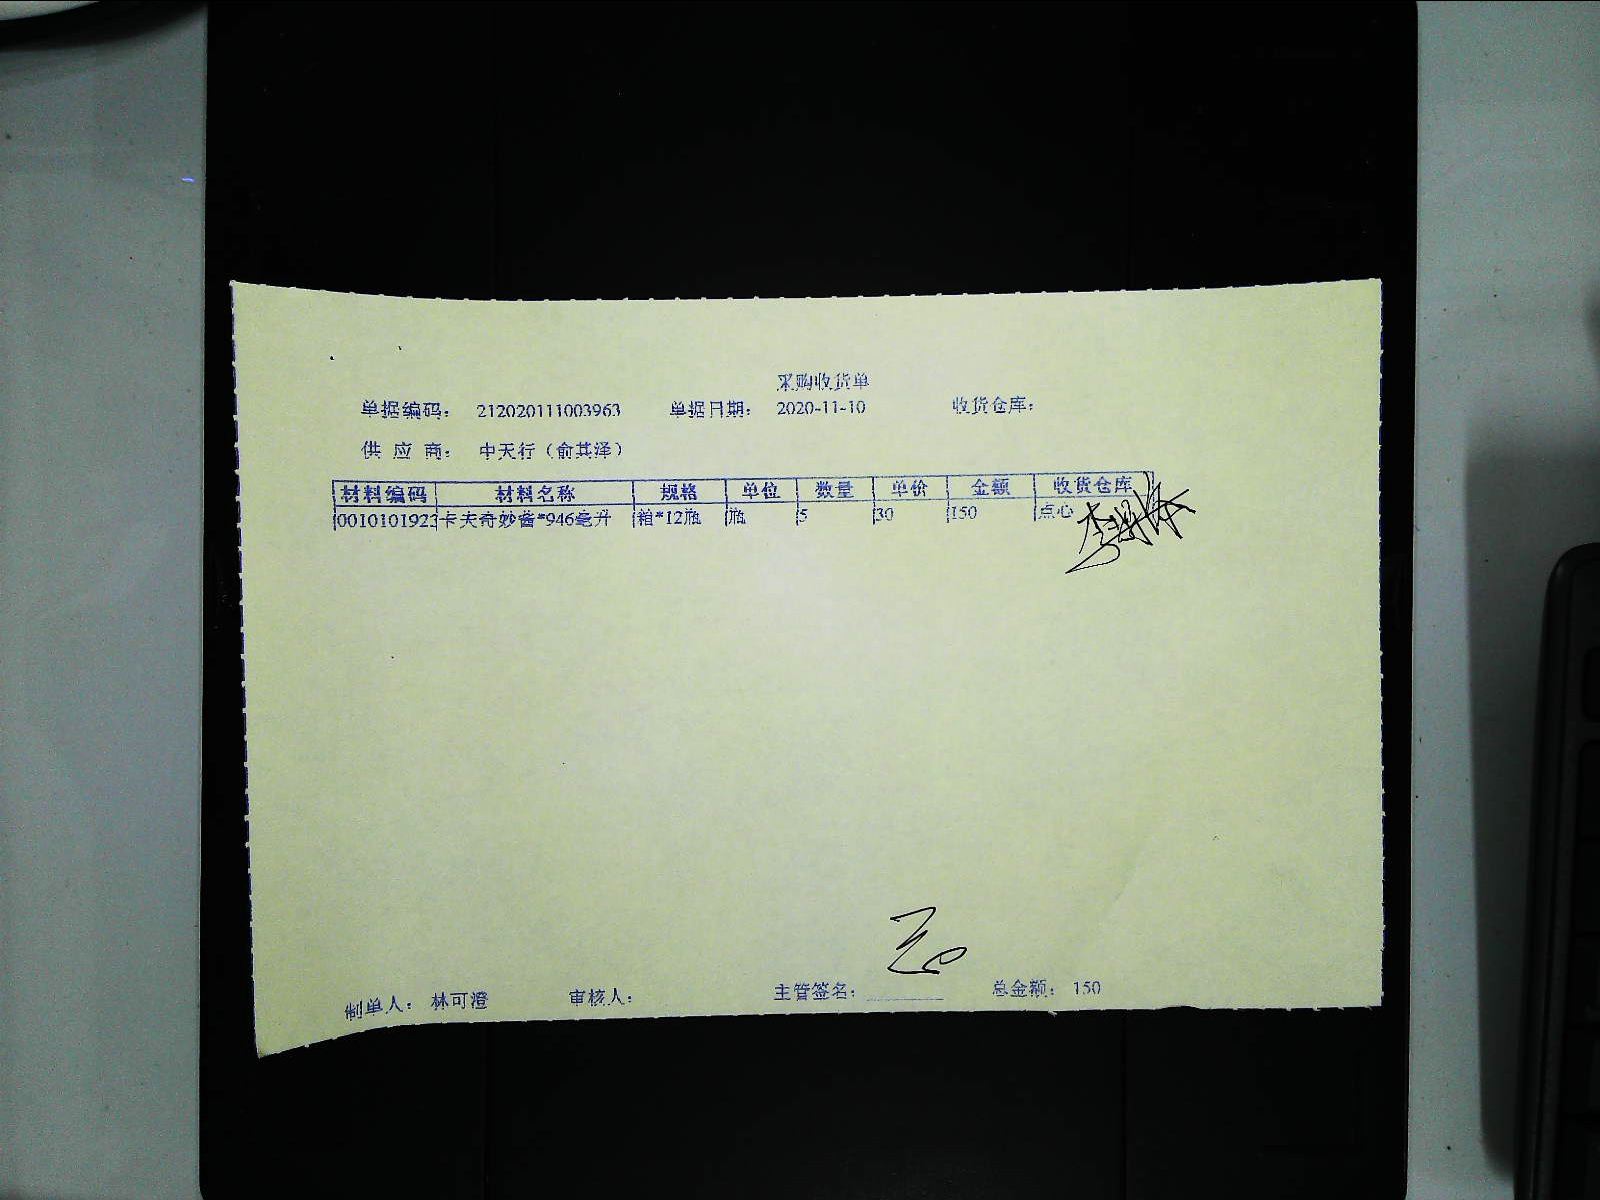 采购收货单
单据编码： 212020111003963 单据日期： 2020-11-10 收货仓库：
供 应 商： 中天行（俞其泽）
材料编码 材料名称 规格 单位 数量 单价 金额 收货仓库
0010101923 卡夫奇妙酱*946毫升 箱*12瓶 瓶 5 30 150 点心
制单人： 林可澄 审核人： 主管签名： 总金额： 150